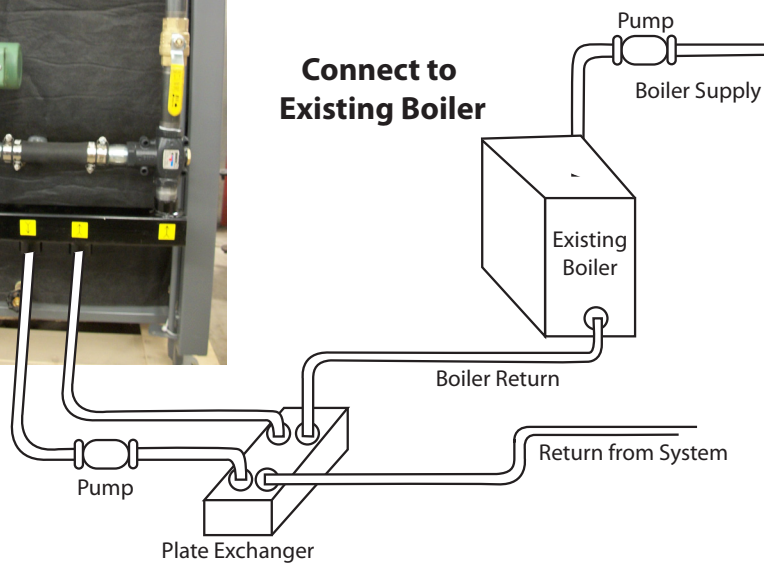 Pump
Connect to
Existing Boiler
Boiler Supply
Existing
Boiler
Boiler Return
Return from System
Pump
Plate Exchanger